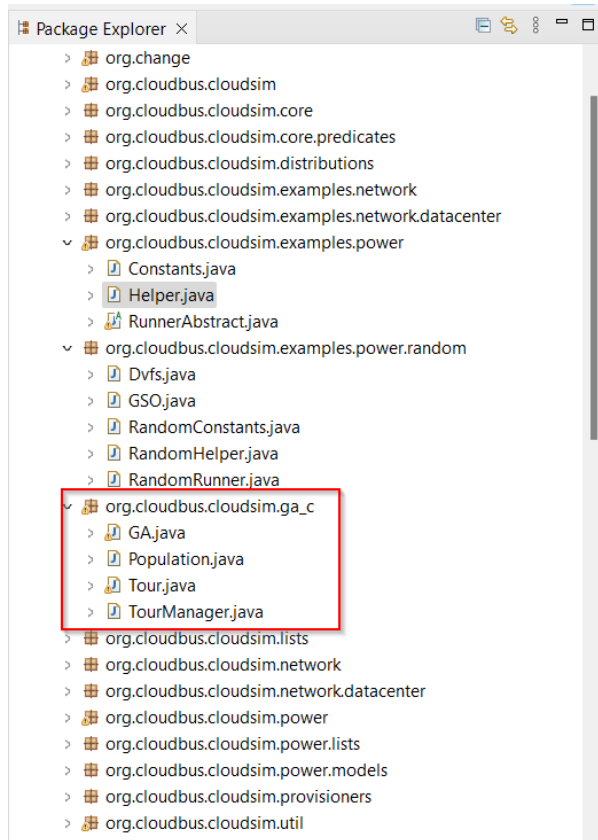 Package Explorer
org.change
org.cloudbus.cloudsim
org.cloudbus.cloudsim.core
org.cloudbus.cloudsim.core.predicates
org.cloudbus.cloudsim.distributions
org.cloudbus.cloudsim.examples.network
org.cloudbus.cloudsim.examples.network.datacenter
org.cloudbus.cloudsim.examples.power
Constants.java
Helper.java
RunnerAbstract.java
org.cloudbus.cloudsim.examples.power.random
Dvfs.java
GSO.java
RandomConstants.java
RandomHelper.java
RandomRunner.java
org.cloudbus.cloudsim.ga_c
GA.java
Population.java
Tour.java
TourManager.java
org.cloudbus.cloudsim.lists
org.cloudbus.cloudsim.network
org.cloudbus.cloudsim.network.datacenter
org.cloudbus.cloudsim.power
org.cloudbus.cloudsim.power.lists
org.cloudbus.cloudsim.power.models
org.cloudbus.cloudsim.provisioners
org.cloudbus.cloudsim.util